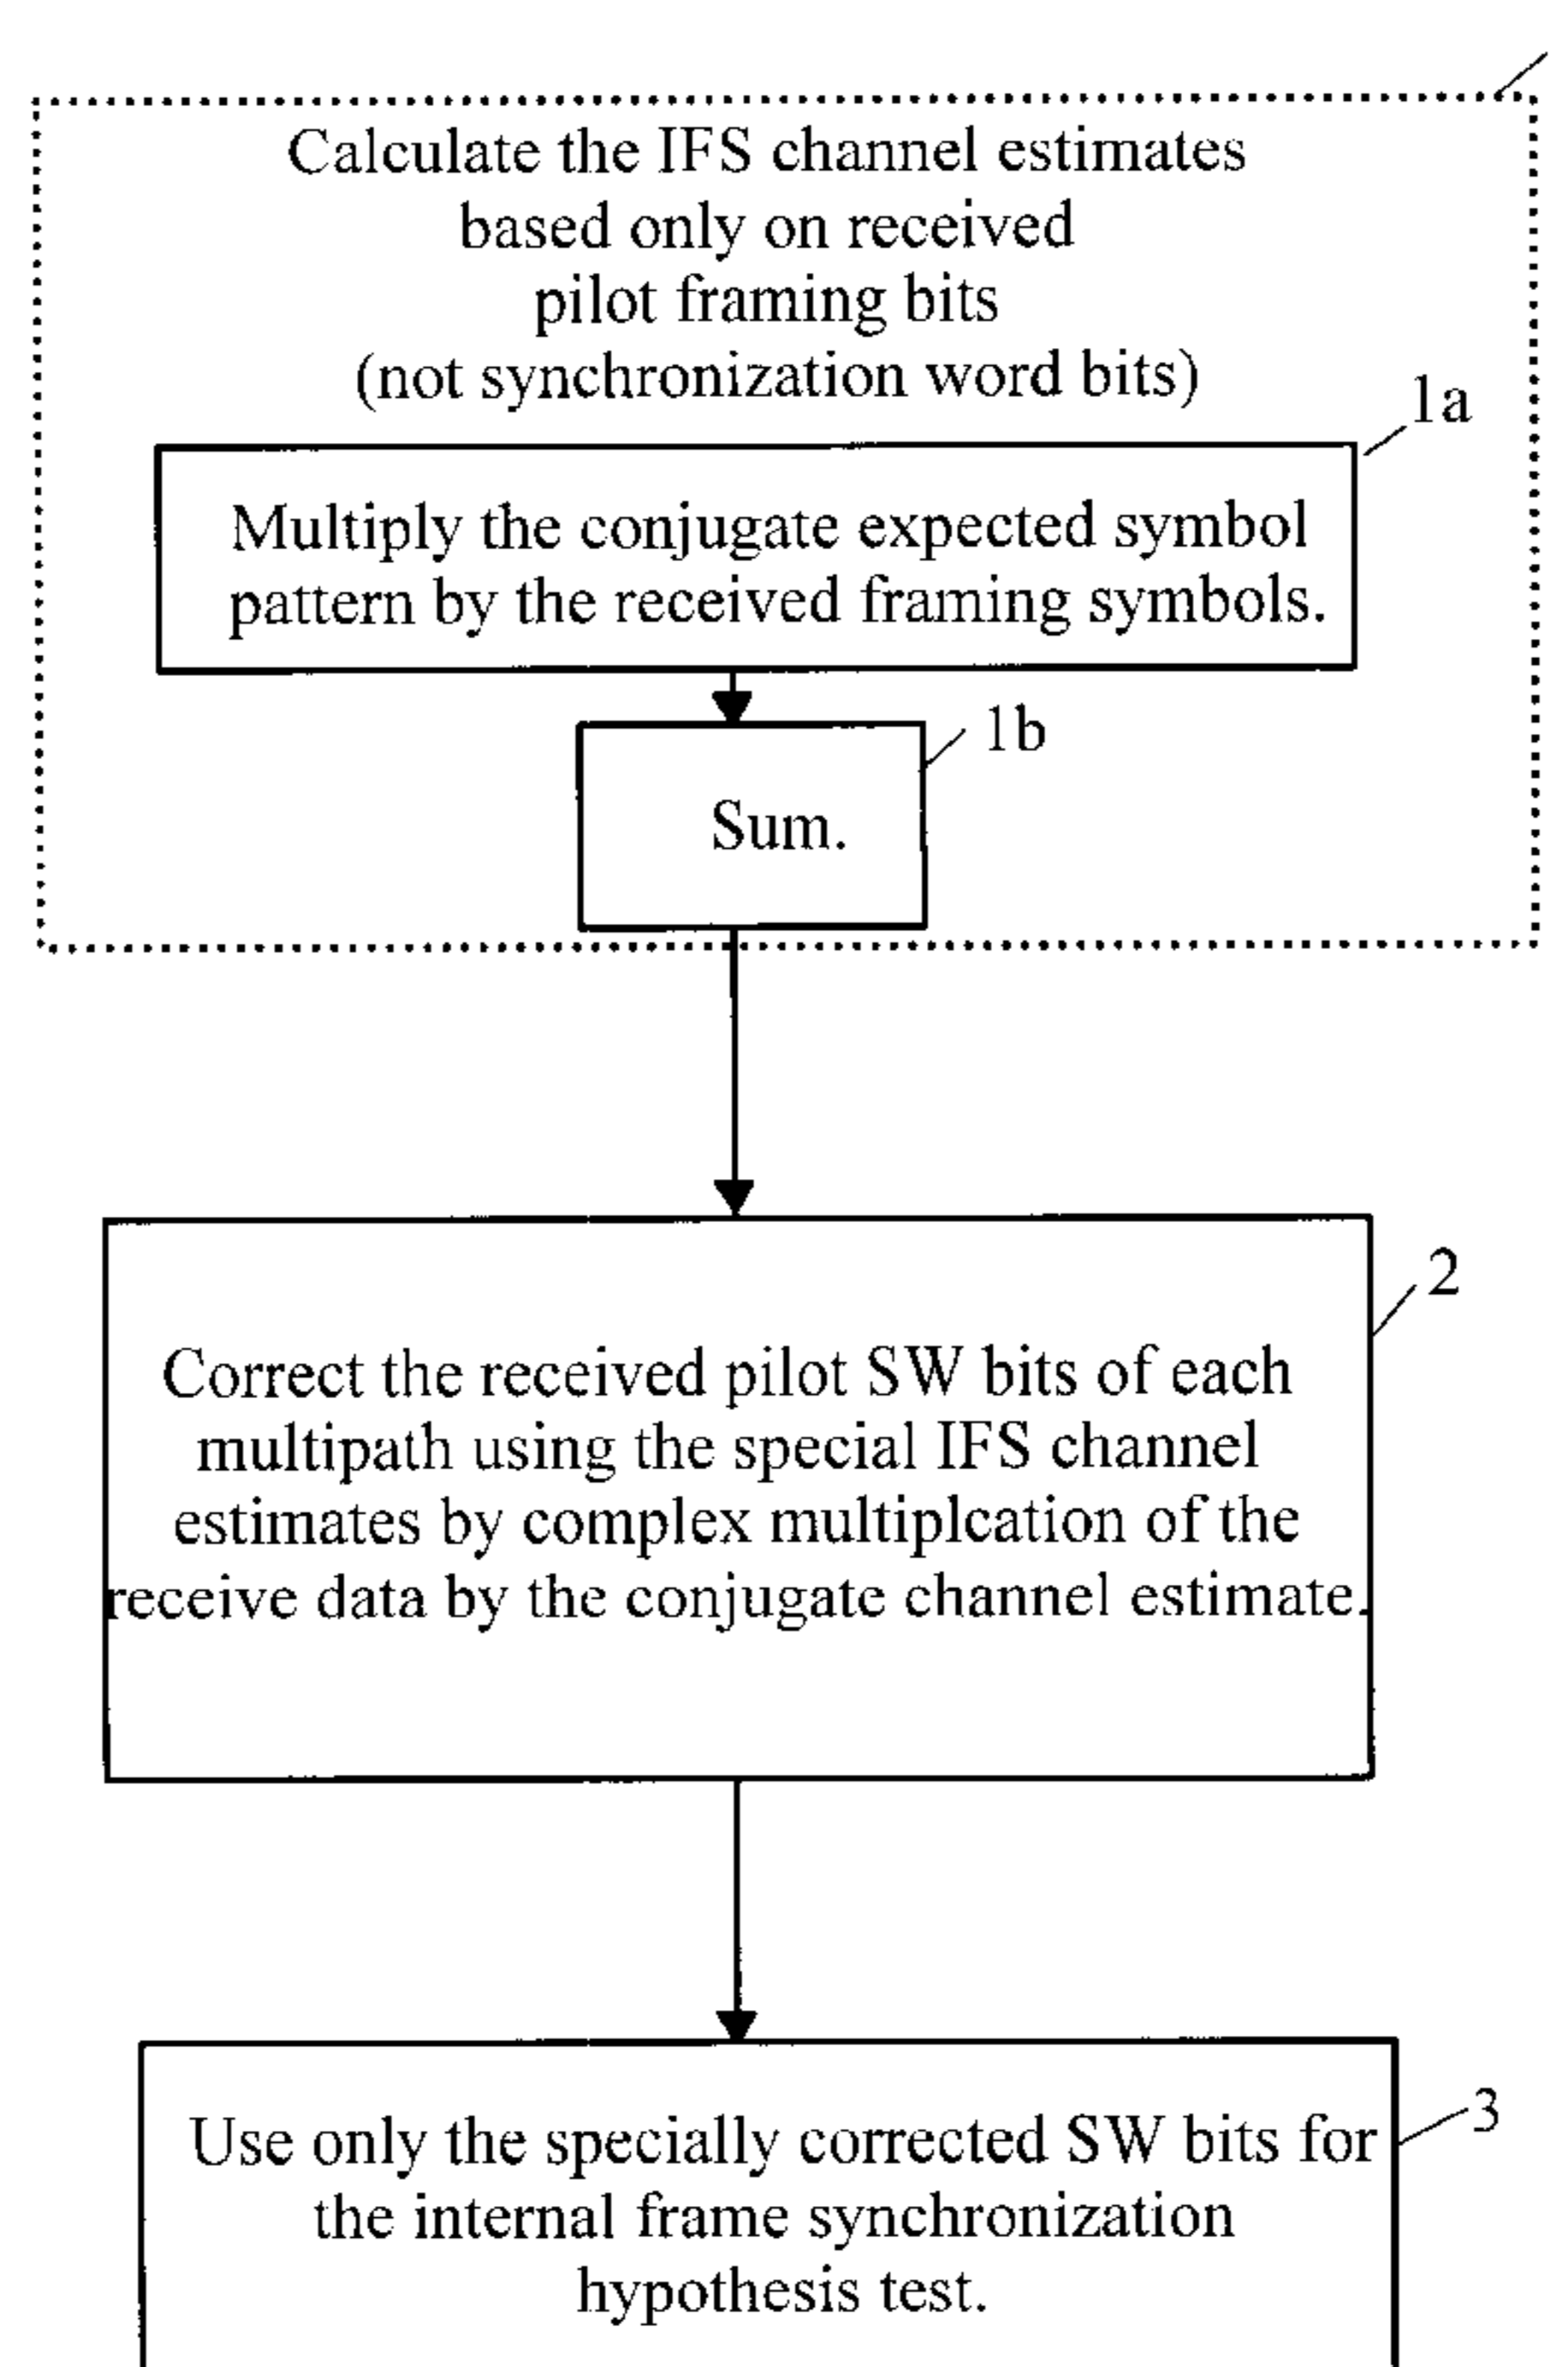 Calculate the IFS channel estimates
based only on received
pilot framing bits
(not synchronization word bits)
1a
Multiply the conjugate expected symbol
pattern by the received framing symbols.
1b
Sum.
2
Correct the received pilot SW bits of each
multipath using the special IFS channel
estimates by complex multiplcation of the
receive data by the conjugate channel estimate.
3
Use only the specially corrected SW bits for
the internal frame synchronization
hypothesis test.